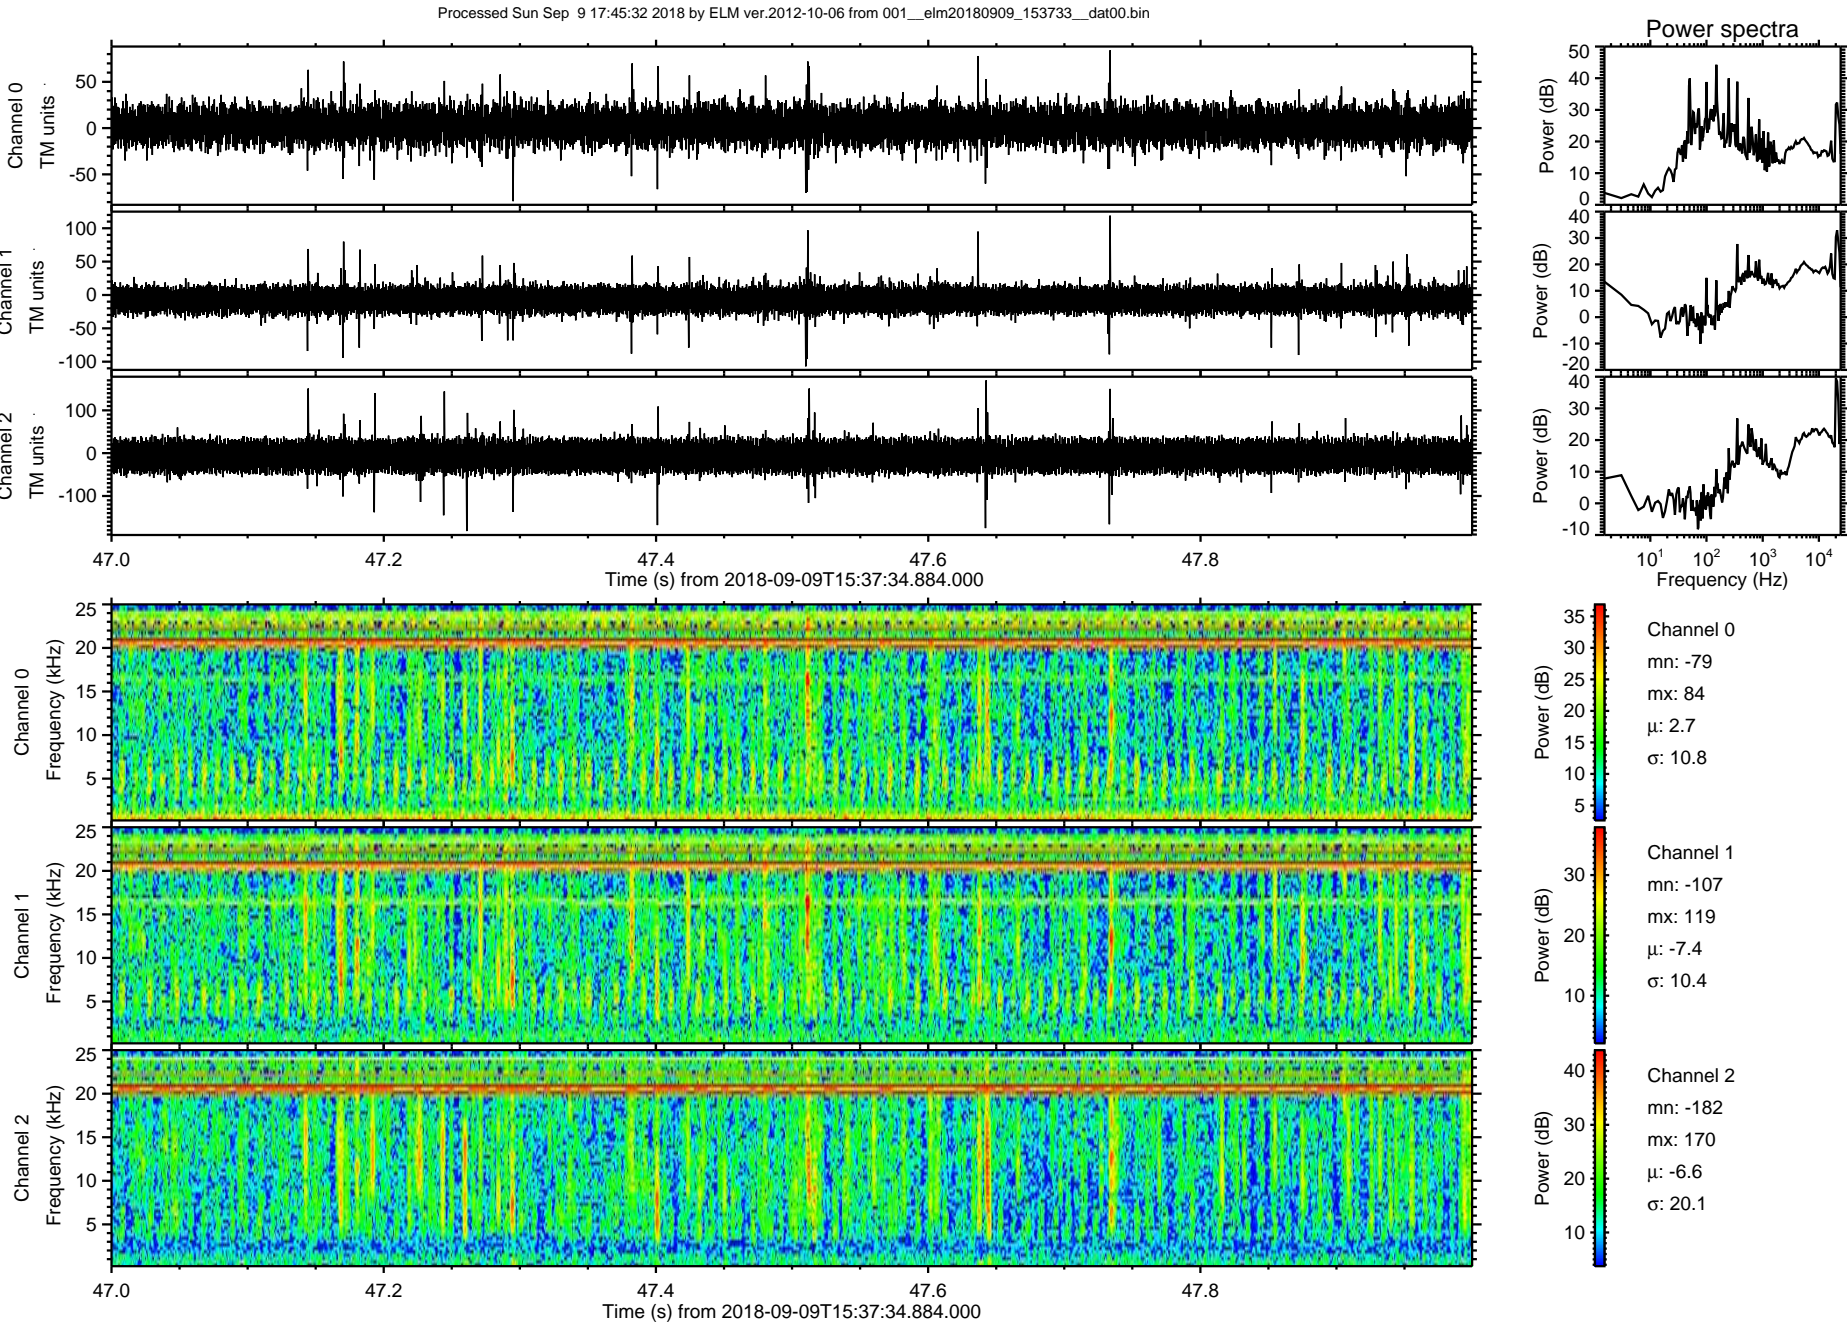 Processed Sun Sep  9 17:45:32 2018 by ELM ver.2012-10-06 from 001__elm20180909_153733__dat00.bin
Power spectra
Channel 0
TM units
50
0
-50
Power (dB)
50
40
30
20
10
0
Channel 1
TM units
100
50
0
-50
-100
Power (dB)
40
30
20
10
0
-10
-20
Channel 2
TM units
100
0
-100
Power (dB)
40
30
20
10
0
-10
47.0 47.2 47.4 47.6 47.8
Time (s) from 2018-09-09T15:37:34.884.000
10¹ 10² 10³ 10⁴
Frequency (Hz)
Channel 0
Frequency (kHz)
25
20
15
10
5
Power (dB)
35
30
25
20
15
10
5
Channel 0
mn: -79
mx: 84
μ: 2.7
σ: 10.8
Channel 1
Frequency (kHz)
25
20
15
10
5
Power (dB)
30
20
10
Channel 1
mn: -107
mx: 119
μ: -7.4
σ: 10.4
Channel 2
Frequency (kHz)
25
20
15
10
5
Power (dB)
40
30
20
10
Channel 2
mn: -182
mx: 170
μ: -6.6
σ: 20.1
47.0 47.2 47.4 47.6 47.8
Time (s) from 2018-09-09T15:37:34.884.000